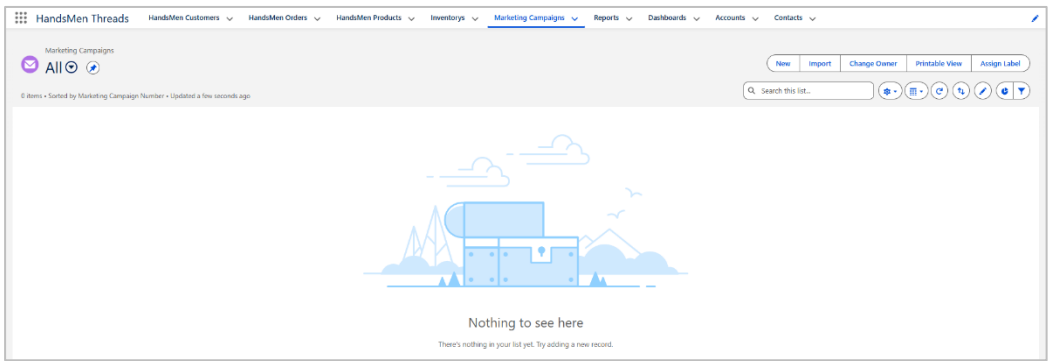 HandsMen Threads HandsMen Customers HandsMen Orders HandsMen Products Inventorys Marketing Campaigns Reports Dashboards Accounts Contacts
Marketing Campaigns
All
New Import Change Owner Printable View Assign Label
0 items • Sorted by Marketing Campaign Number • Updated a few seconds ago
Search this list...
Nothing to see here
There's nothing in your list yet. Try adding a new record.